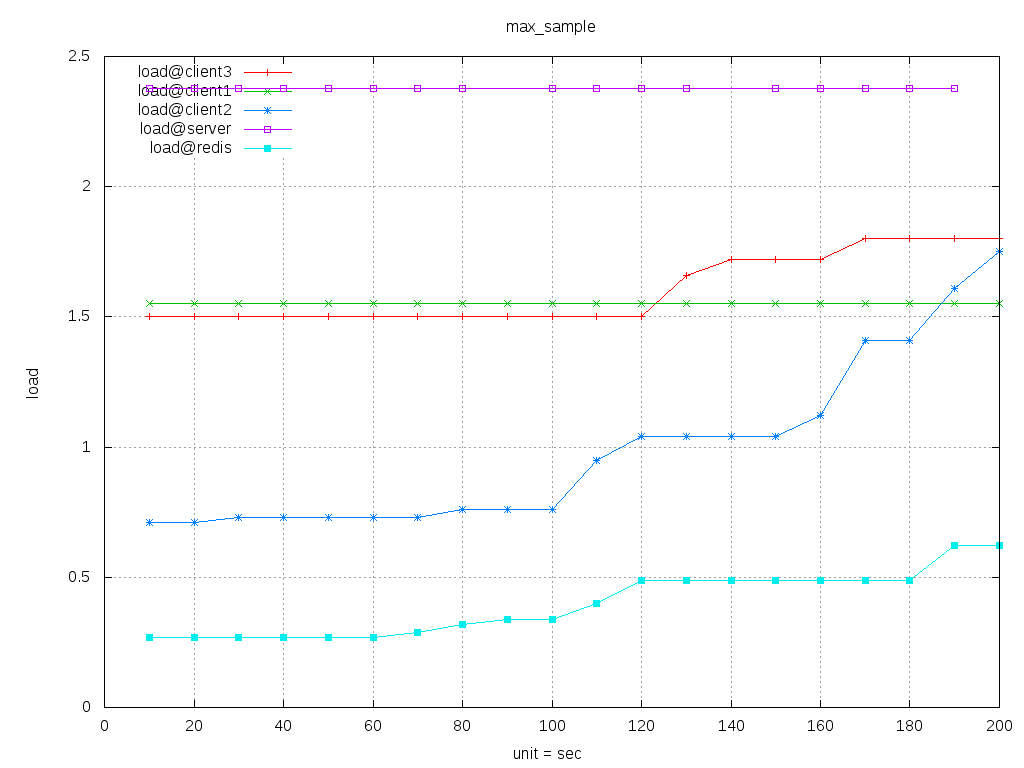 max_sample
2.5
load@client3
load@client1
load@client2
load@server
load@redis
2
1.5
load
1
0.5
0
0 20 40 60 80 100 120 140 160 180 200
unit = sec